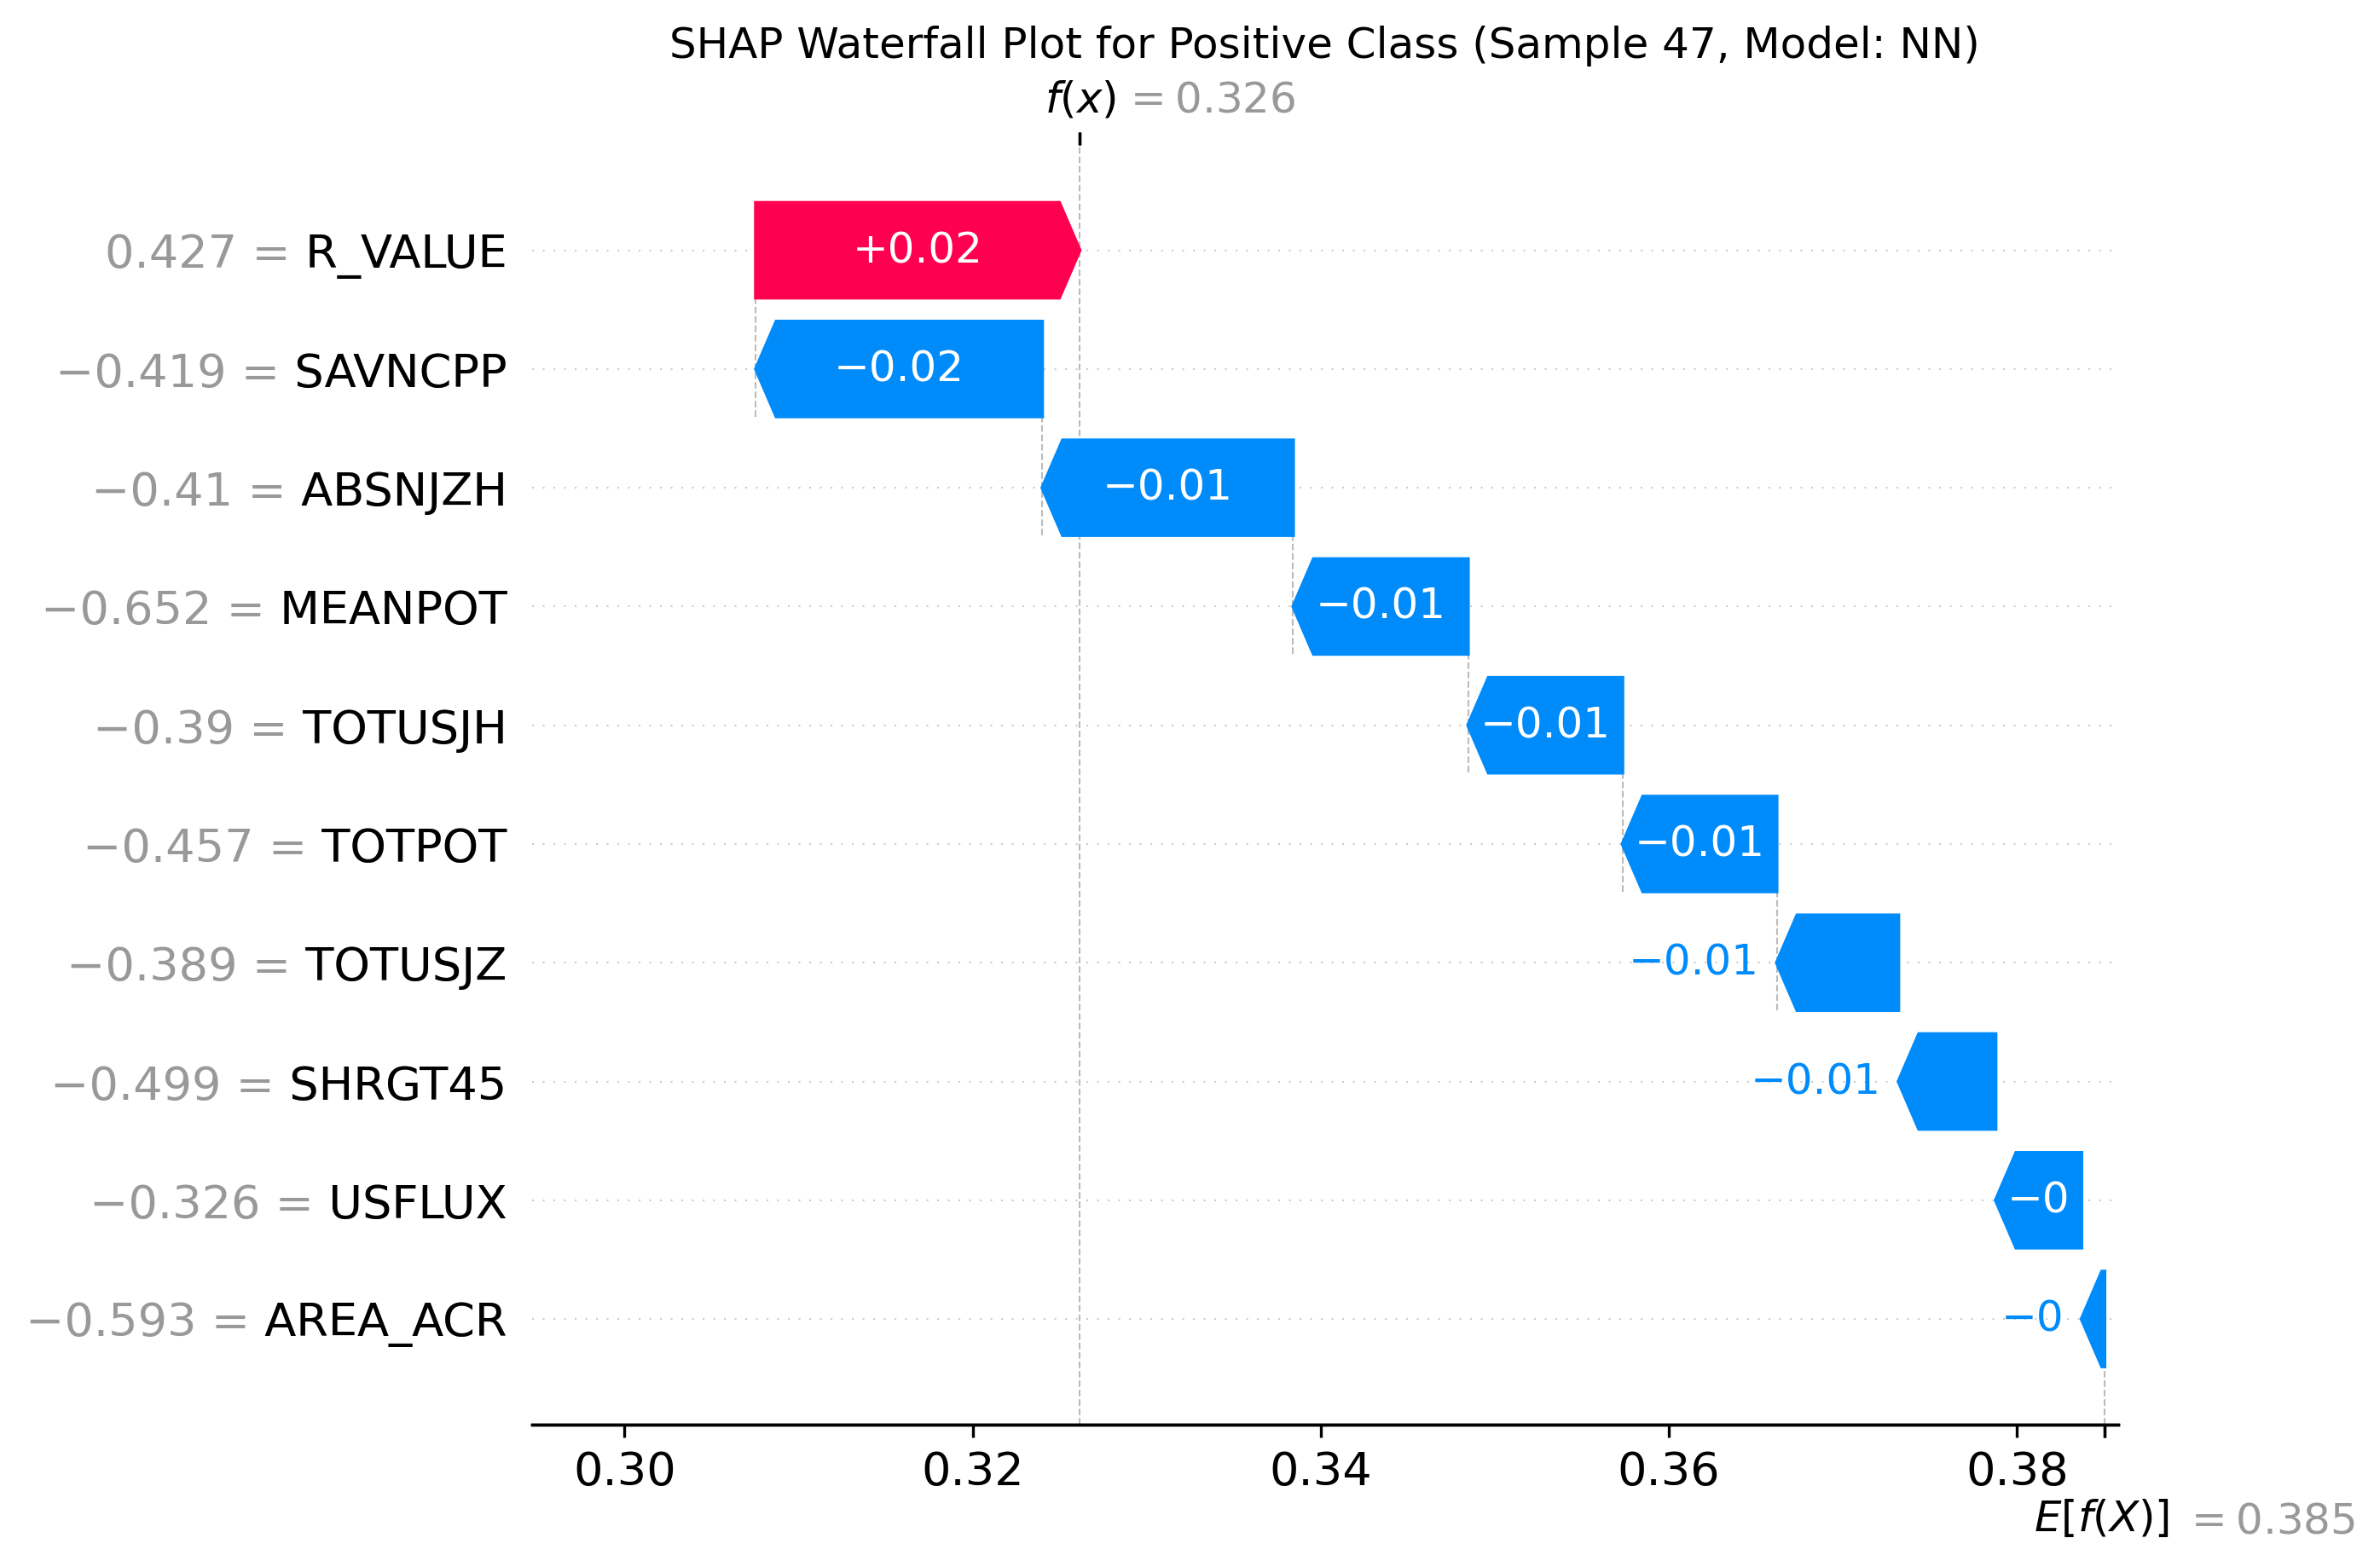 SHAP Waterfall Plot for Positive Class (Sample 47, Model: NN)
f(x) = 0.326
0.427 = R_VALUE
+0.02
−0.419 = SAVNCPP
−0.02
−0.41 = ABSNJZH
−0.01
−0.652 = MEANPOT
−0.01
−0.39 = TOTUSJH
−0.01
−0.457 = TOTPOT
−0.01
−0.389 = TOTUSJZ
−0.01
−0.499 = SHRGT45
−0.01
−0.326 = USFLUX
−0
−0.593 = AREA_ACR
−0
0.30 0.32 0.34 0.36 0.38
E[f(X)] = 0.385